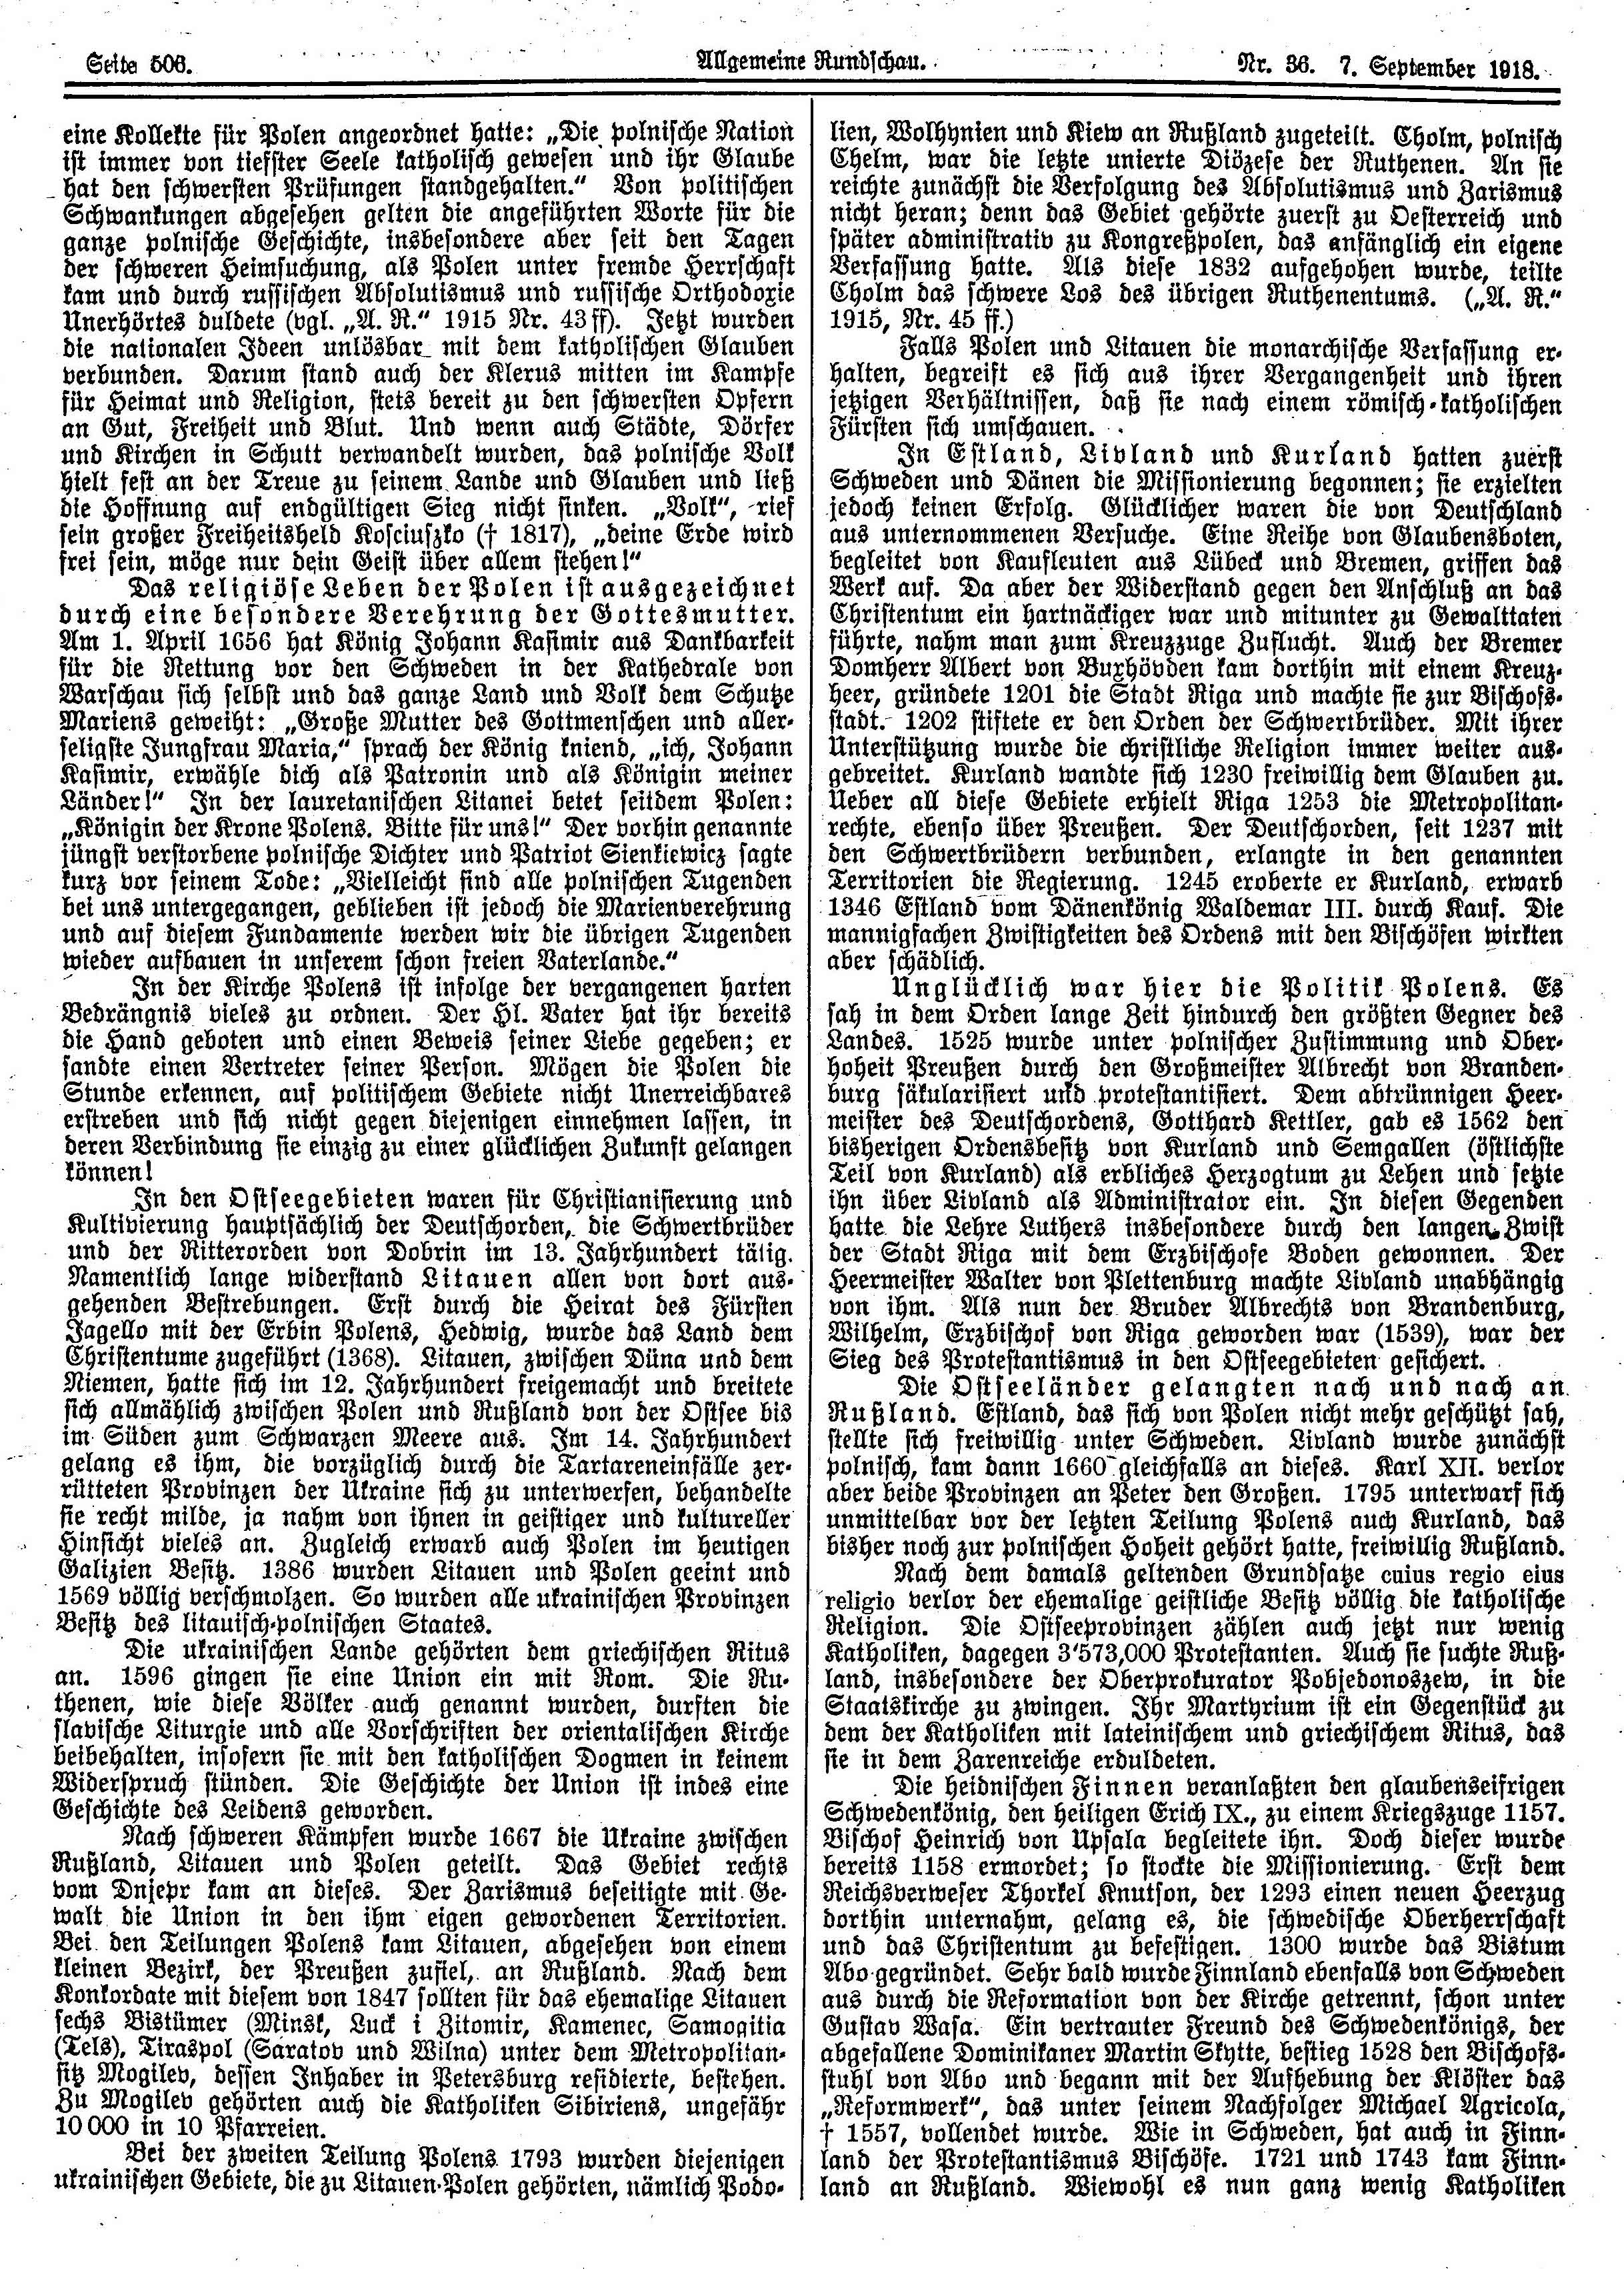 Seite 506.
Allgemeine Rundschau.
Nr. 36. 7. September 1918.
eine Kollekte für Polen angeordnet hatte: „Die polnische Nation
ist immer von tiefster Seele katholisch gewesen und ihr Glaube
hat den schwersten Prüfungen standgehalten.“ Von politischen
Schwankungen abgesehen gelten die angeführten Worte für die
ganze polnische Geschichte, insbesondere aber seit den Tagen
der schweren Heimsuchung, als Polen unter fremde Herrschaft
kam und durch russischen Absolutismus und russische Orthodoxie
Unerhörtes duldete (vgl. „A. R.“ 1915 Nr. 43 ff). Jetzt wurden
die nationalen Ideen unlösbar mit dem katholischen Glauben
verbunden. Darum stand auch der Klerus mitten im Kampfe
für Heimat und Religion, stets bereit zu den schwersten Opfern
an Gut, Freiheit und Blut. Und wenn auch Städte, Dörfer
und Kirchen in Schutt verwandelt wurden, das polnische Volk
hielt fest an der Treue zu seinem Lande und Glauben und ließ
die Hoffnung auf endgültigen Sieg nicht sinken. „Volk“, rief
sein großer Freiheitsheld Kosciuszko († 1817), „deine Erde wird
frei sein, möge nur dein Geist über allem stehen!“
Das religiöse Leben der Polen ist ausgezeichnet
durch eine besondere Verehrung der Gottesmutter.
Am 1. April 1656 hat König Johann Kasimir aus Dankbarkeit
für die Rettung vor den Schweden in der Kathedrale von
Warschau sich selbst und das ganze Land und Volk dem Schutze
Mariens geweiht: „Große Mutter des Gottmenschen und aller-
seligste Jungfrau Maria,“ sprach der König kniend, „ich, Johann
Kasimir, erwähle dich als Patronin und als Königin meiner
Länder!“ In der lauretanischen Litanei betet seitdem Polen:
„Königin der Krone Polens. Bitte für uns!“ Der vorhin genannte
jüngst verstorbene polnische Dichter und Patriot Sienkiewicz sagte
kurz vor seinem Tode: „Vielleicht sind alle polnischen Tugenden
bei uns untergegangen, geblieben ist jedoch die Marienverehrung
und auf diesem Fundamente werden wir die übrigen Tugenden
wieder aufbauen in unserem schon freien Vaterlande.“
In der Kirche Polens ist infolge der vergangenen harten
Bedrängnis vieles zu ordnen. Der Hl. Vater hat ihr bereits
die Hand geboten und einen Beweis seiner Liebe gegeben; er
sandte einen Vertreter seiner Person. Mögen die Polen die
Stunde erkennen, auf politischem Gebiete nicht Unerreichbares
erstreben und sich nicht gegen diejenigen einnehmen lassen, in
deren Verbindung sie einzig zu einer glücklichen Zukunft gelangen
können!
In den Ostseegebieten waren für Christianisierung und
Kultivierung hauptsächlich der Deutschorden, die Schwertbrüder
und der Ritterorden von Dobrin im 13. Jahrhundert tätig.
Namentlich lange widerstand Litauen allen von dort aus-
gehenden Bestrebungen. Erst durch die Heirat des Fürsten
Jagello mit der Erbin Polens, Hedwig, wurde das Land dem
Christentume zugeführt (1368). Litauen, zwischen Düna und dem
Niemen, hatte sich im 12. Jahrhundert freigemacht und breitete
sich allmählich zwischen Polen und Rußland von der Ostsee bis
im Süden zum Schwarzen Meere aus. Im 14. Jahrhundert
gelang es ihm, die vorzüglich durch die Tartareneinfälle zer-
rütteten Provinzen der Ukraine sich zu unterwerfen, behandelte
sie recht milde, ja nahm von ihnen in geistiger und kultureller
Hinsicht vieles an. Zugleich erwarb auch Polen im heutigen
Galizien Besitz. 1386 wurden Litauen und Polen geeint und
1569 völlig verschmolzen. So wurden alle ukrainischen Provinzen
Besitz des litauisch-polnischen Staates.
Die ukrainischen Lande gehörten dem griechischen Ritus
an. 1596 gingen sie eine Union ein mit Rom. Die Ru-
thenen, wie diese Völker auch genannt wurden, durften die
slavische Liturgie und alle Vorschriften der orientalischen Kirche
beibehalten, insofern sie mit den katholischen Dogmen in keinem
Widerspruch stünden. Die Geschichte der Union ist indes eine
Geschichte des Leidens geworden.
Nach schweren Kämpfen wurde 1667 die Ukraine zwischen
Rußland, Litauen und Polen geteilt. Das Gebiet rechts
vom Dnjepr kam an dieses. Der Zarismus beseitigte mit Ge-
walt die Union in den ihm eigen gewordenen Territorien.
Bei den Teilungen Polens kam Litauen, abgesehen von einem
kleinen Bezirk, der Preußen zufiel, an Rußland. Nach dem
Konkordate mit diesem von 1847 sollten für das ehemalige Litauen
sechs Bistümer (Minsk, Luck i Zitomir, Kamenec, Samogitia
(Tels), Tiraspol (Saratov und Wilna) unter dem Metropolitan-
sitz Mogilev, dessen Inhaber in Petersburg residierte, bestehen.
Zu Mogilev gehörten auch die Katholiken Sibiriens, ungefähr
10 000 in 10 Pfarreien.
Bei der zweiten Teilung Polens 1793 wurden diejenigen
ukrainischen Gebiete, die zu Litauen-Polen gehörten, nämlich Podo-
lien, Wolhynien und Kiew an Rußland zugeteilt. Cholm, polnisch
Chelm, war die letzte unierte Diözese der Ruthenen. An sie
reichte zunächst die Verfolgung des Absolutismus und Zarismus
nicht heran; denn das Gebiet gehörte zuerst zu Oesterreich und
später administrativ zu Kongreßpolen, das anfänglich ein eigene
Verfassung hatte. Als diese 1832 aufgehohen wurde, teilte
Cholm das schwere Los des übrigen Ruthenentums. („A. R.“
1915, Nr. 45 ff.)
Falls Polen und Litauen die monarchische Verfassung er-
halten, begreift es sich aus ihrer Vergangenheit und ihren
jetzigen Verhältnissen, daß sie nach einem römisch-katholischen
Fürsten sich umschauen.
In Estland, Livland und Kurland hatten zuerst
Schweden und Dänen die Missionierung begonnen; sie erzielten
jedoch keinen Erfolg. Glücklicher waren die von Deutschland
aus unternommenen Versuche. Eine Reihe von Glaubensboten,
begleitet von Kaufleuten aus Lübeck und Bremen, griffen das
Werk auf. Da aber der Widerstand gegen den Anschluß an das
Christentum ein hartnäckiger war und mitunter zu Gewalttaten
führte, nahm man zum Kreuzzuge Zuflucht. Auch der Bremer
Domherr Albert von Buxhövden kam dorthin mit einem Kreuz-
heer, gründete 1201 die Stadt Riga und machte sie zur Bischofs-
stadt. 1202 stiftete er den Orden der Schwertbrüder. Mit ihrer
Unterstützung wurde die christliche Religion immer weiter aus-
gebreitet. Kurland wandte sich 1230 freiwillig dem Glauben zu.
Ueber all diese Gebiete erhielt Riga 1253 die Metropolitan-
rechte, ebenso über Preußen. Der Deutschorden, seit 1237 mit
den Schwertbrüdern verbunden, erlangte in den genannten
Territorien die Regierung. 1245 eroberte er Kurland, erwarb
1346 Estland vom Dänenkönig Waldemar III. durch Kauf. Die
mannigfachen Zwistigkeiten des Ordens mit den Bischöfen wirkten
aber schädlich.
Unglücklich war hier die Politik Polens. Es
sah in dem Orden lange Zeit hindurch den größten Gegner des
Landes. 1525 wurde unter polnischer Zustimmung und Ober-
hoheit Preußen durch den Großmeister Albrecht von Branden-
burg säkularisiert und protestantisiert. Dem abtrünnigen Heer-
meister des Deutschordens, Gotthard Kettler, gab es 1562 den
bisherigen Ordensbesitz von Kurland und Semgallen (östlichste
Teil von Kurland) als erbliches Herzogtum zu Lehen und setzte
ihn über Livland als Administrator ein. In diesen Gegenden
hatte die Lehre Luthers insbesondere durch den langen Zwist
der Stadt Riga mit dem Erzbischofe Boden gewonnen. Der
Heermeister Walter von Plettenburg machte Livland unabhängig
von ihm. Als nun der Bruder Albrechts von Brandenburg,
Wilhelm, Erzbischof von Riga geworden war (1539), war der
Sieg des Protestantismus in den Ostseegebieten gesichert.
Die Ostseeländer gelangten nach und nach an
Rußland. Estland, das sich von Polen nicht mehr geschützt sah,
stellte sich freiwillig unter Schweden. Livland wurde zunächst
polnisch, kam dann 1660 gleichfalls an dieses. Karl XII. verlor
aber beide Provinzen an Peter den Großen. 1795 unterwarf sich
unmittelbar vor der letzten Teilung Polens auch Kurland, das
bisher noch zur polnischen Hoheit gehört hatte, freiwillig Rußland.
Nach dem damals geltenden Grundsatze cuius regio eius
religio verlor der ehemalige geistliche Besitz völlig die katholische
Religion. Die Ostseeprovinzen zählen auch jetzt nur wenig
Katholiken, dagegen 3'573,000 Protestanten. Auch sie suchte Ruß-
land, insbesondere der Oberprokurator Pobjedonoszew, in die
Staatskirche zu zwingen. Ihr Martyrium ist ein Gegenstück zu
dem der Katholiken mit lateinischem und griechischem Ritus, das
sie in dem Zarenreiche erduldeten.
Die heidnischen Finnen veranlaßten den glaubenseifrigen
Schwedenkönig, den heiligen Erich IX., zu einem Kriegszuge 1157.
Bischof Heinrich von Upsala begleitete ihn. Doch dieser wurde
bereits 1158 ermordet; so stockte die Missionierung. Erst dem
Reichsverweser Thorkel Knutson, der 1293 einen neuen Heerzug
dorthin unternahm, gelang es, die schwedische Oberherrschaft
und das Christentum zu befestigen. 1300 wurde das Bistum
Abo gegründet. Sehr bald wurde Finnland ebenfalls von Schweden
aus durch die Reformation von der Kirche getrennt, schon unter
Gustav Wasa. Ein vertrauter Freund des Schwedenkönigs, der
abgefallene Dominikaner Martin Skytte, bestieg 1528 den Bischofs-
stuhl von Abo und begann mit der Aufhebung der Klöster das
„Reformwerk“, das unter seinem Nachfolger Michael Agricola,
† 1557, vollendet wurde. Wie in Schweden, hat auch in Finn-
land der Protestantismus Bischöfe. 1721 und 1743 kam Finn-
land an Rußland. Wiewohl es nun ganz wenig Katholiken